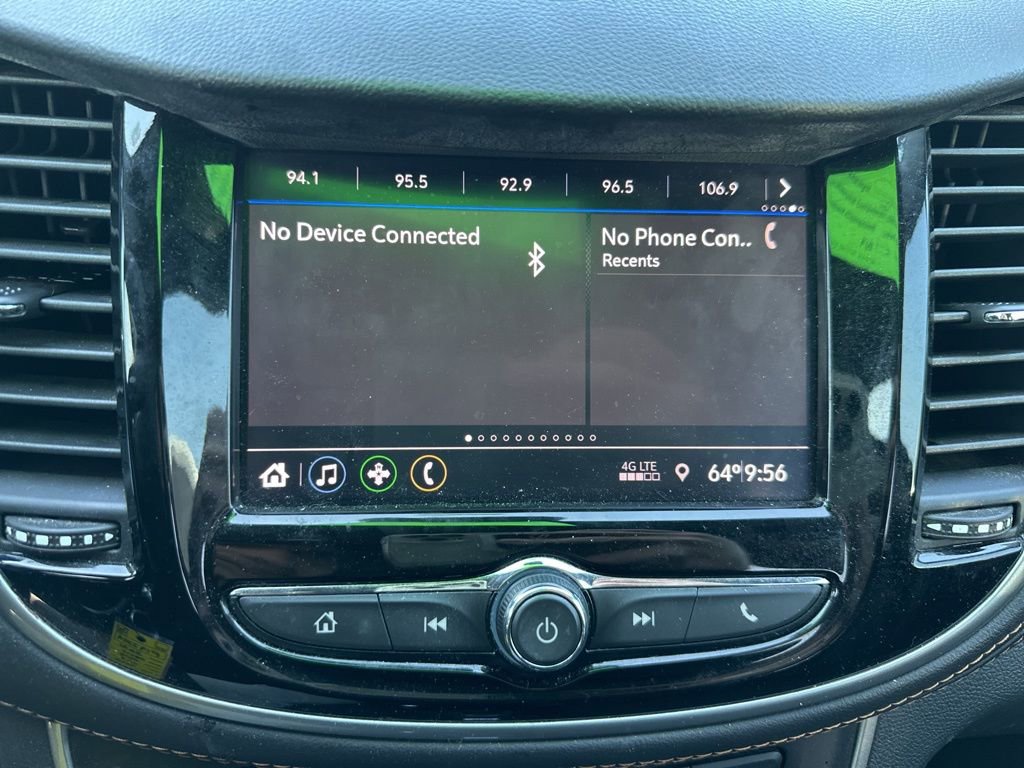 94.1 95.5 92.9 96.5 106.9
No Device Connected
No Phone Con..
Recents
4G LTE
64° 9:56